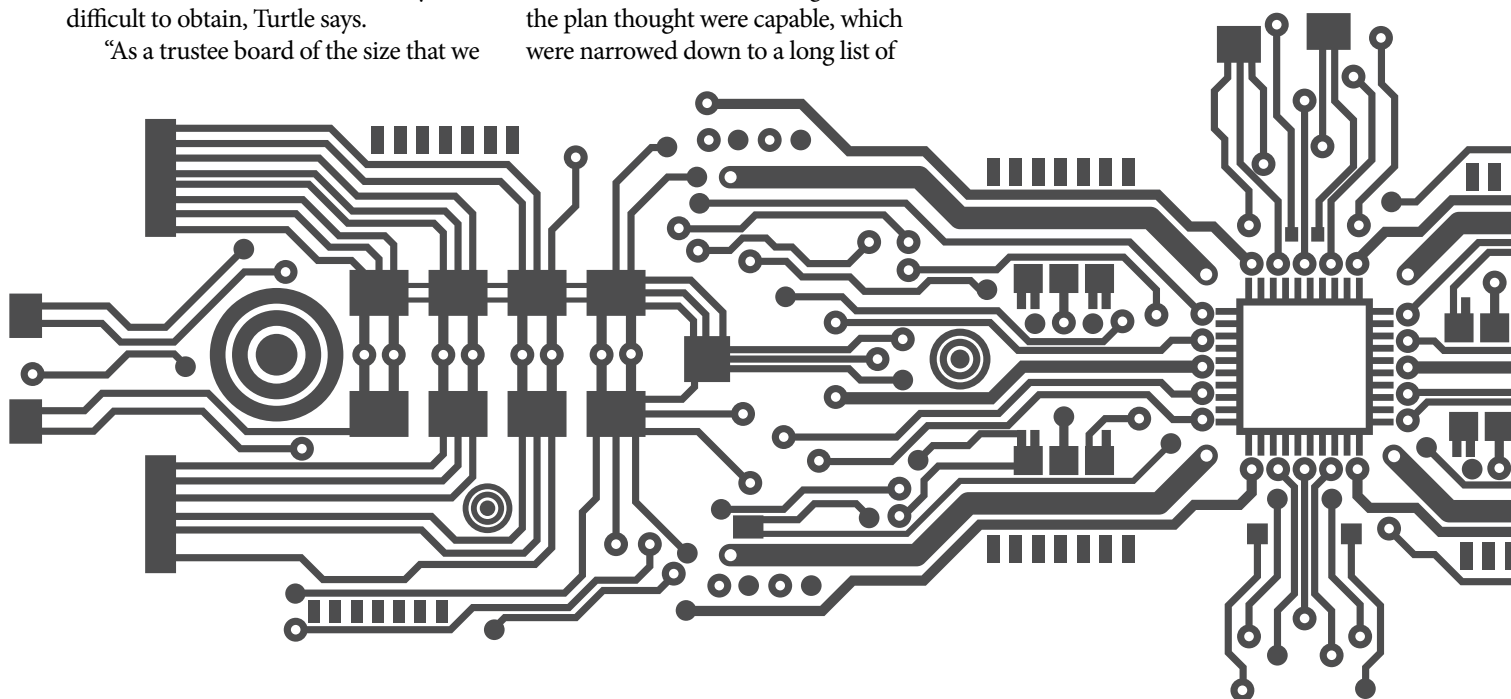 difficult to obtain, Turtle says.
“As a trustee board of the size that we
the plan thought were capable, which
were narrowed down to a long list of